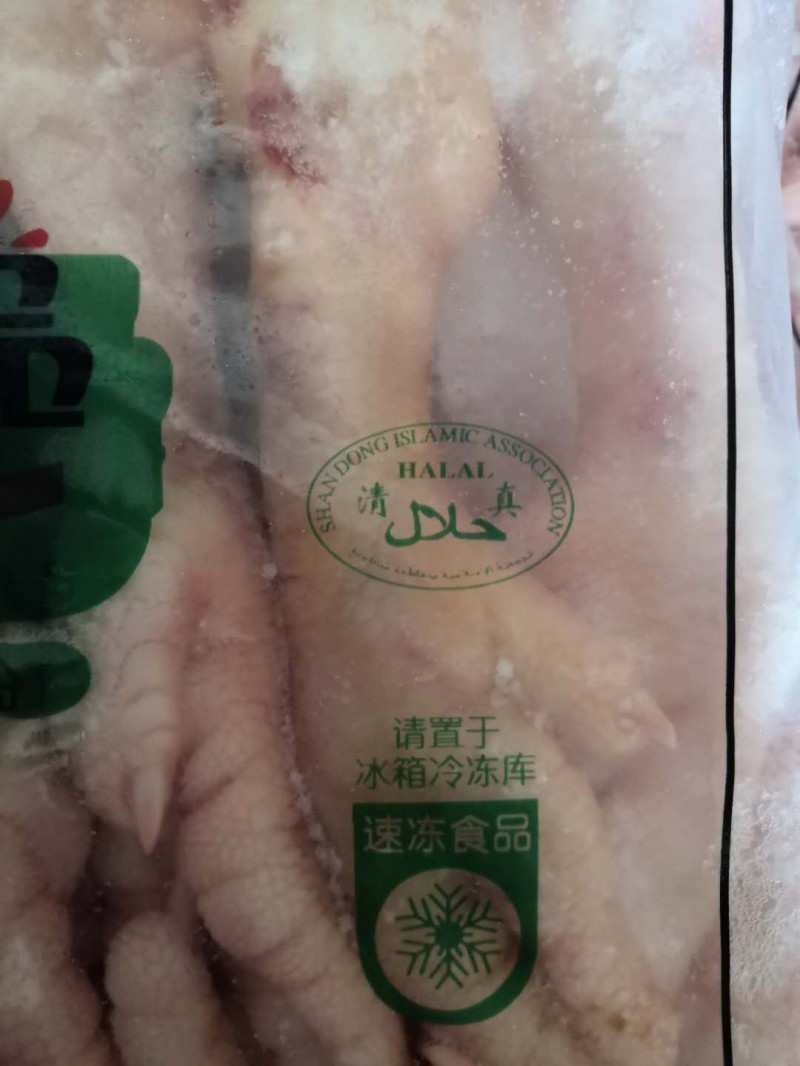 SHAN DONG ISLAMIC ASSOCIATION
HALAL
清 真
حلال
请置于
冰箱冷冻库
速冻食品